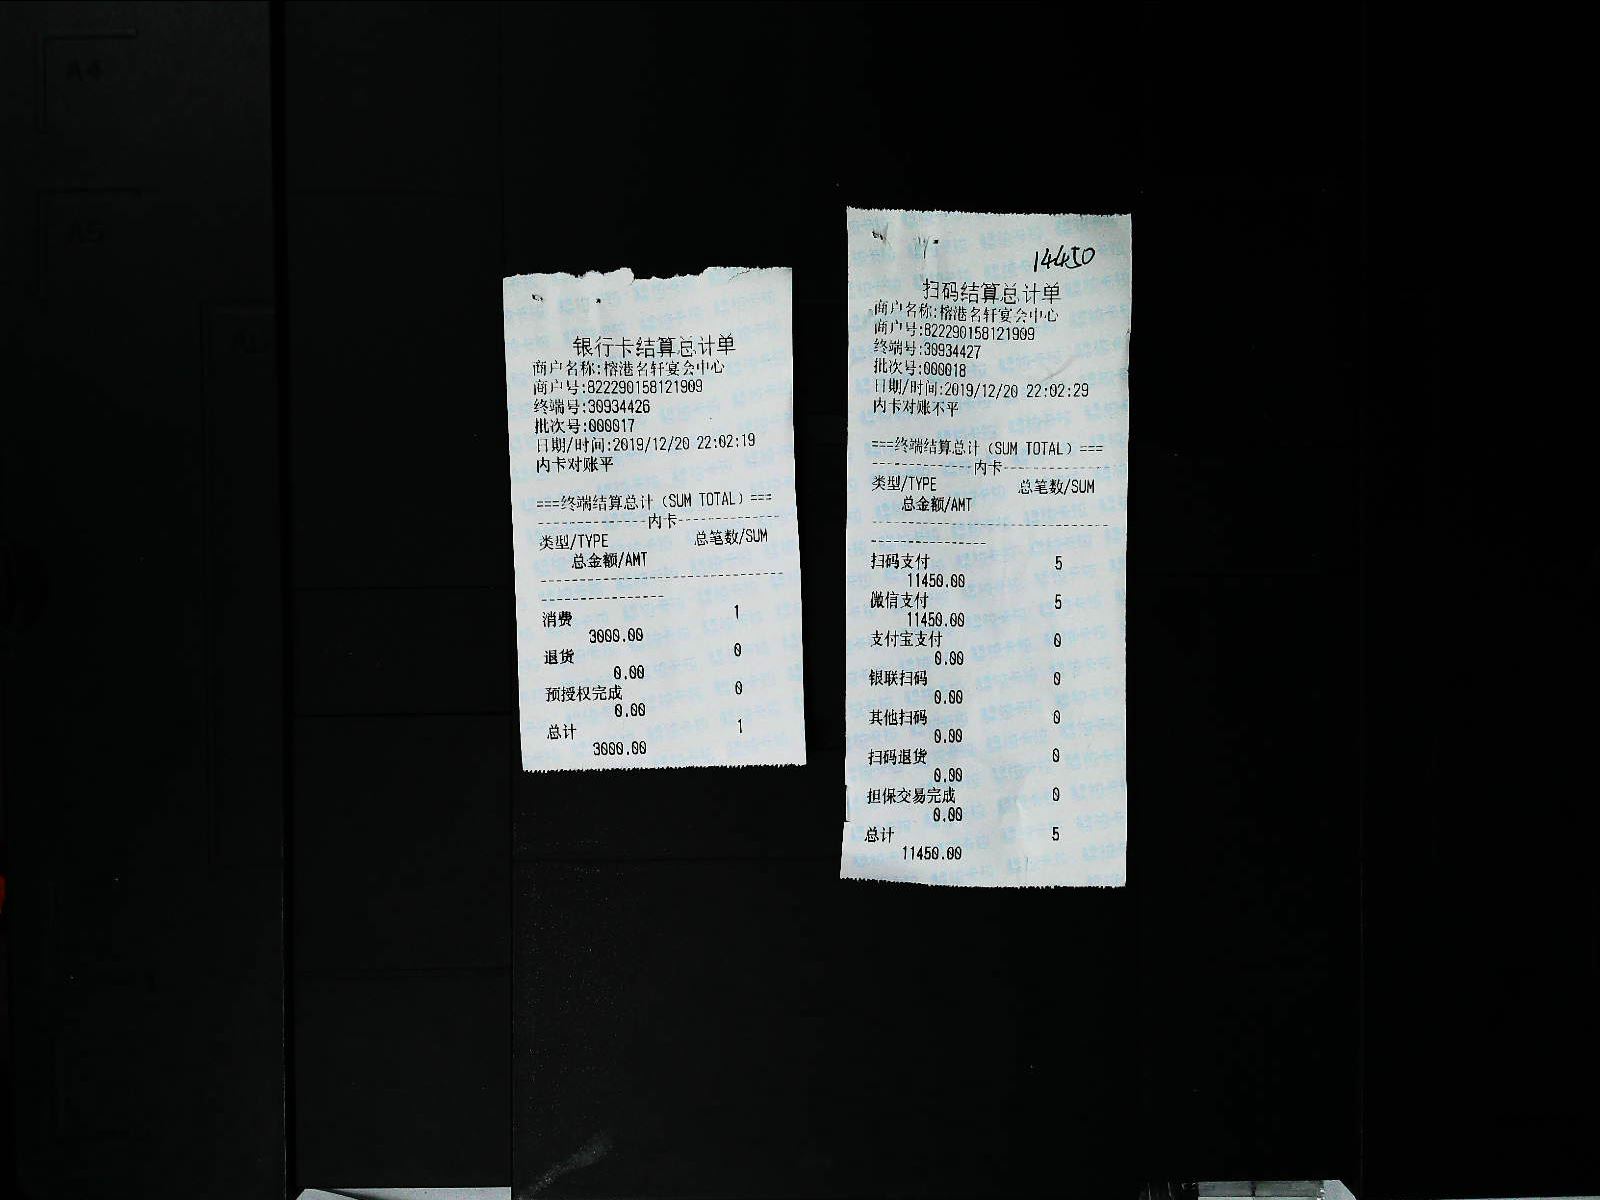 A4
A5
银行卡结算总计单
商户名称:榕港名轩宴会中心
商户号:822290158121909
终端号:30934426
批次号:000017
日期/时间:2019/12/20 22:02:19
内卡对账平
===终端结算总计（SUM TOTAL）===
---------------内卡---------------
类型/TYPE 总笔数/SUM
总金额/AMT
消费 1
3000.00
退货 0
0.00
预授权完成 0
0.00
总计 1
3000.00
14450
扫码结算总计单
商户名称:榕港名轩宴会中心
商户号:822290158121909
终端号:30934427
批次号:000018
日期/时间:2019/12/20 22:02:29
内卡对账不平
===终端结算总计（SUM TOTAL）===
---------------内卡---------------
类型/TYPE 总笔数/SUM
总金额/AMT
扫码支付 5
11450.00
微信支付 5
11450.00
支付宝支付 0
0.00
银联扫码 0
0.00
其他扫码 0
0.00
扫码退货 0
0.00
担保交易完成 0
0.00
总计 5
11450.00